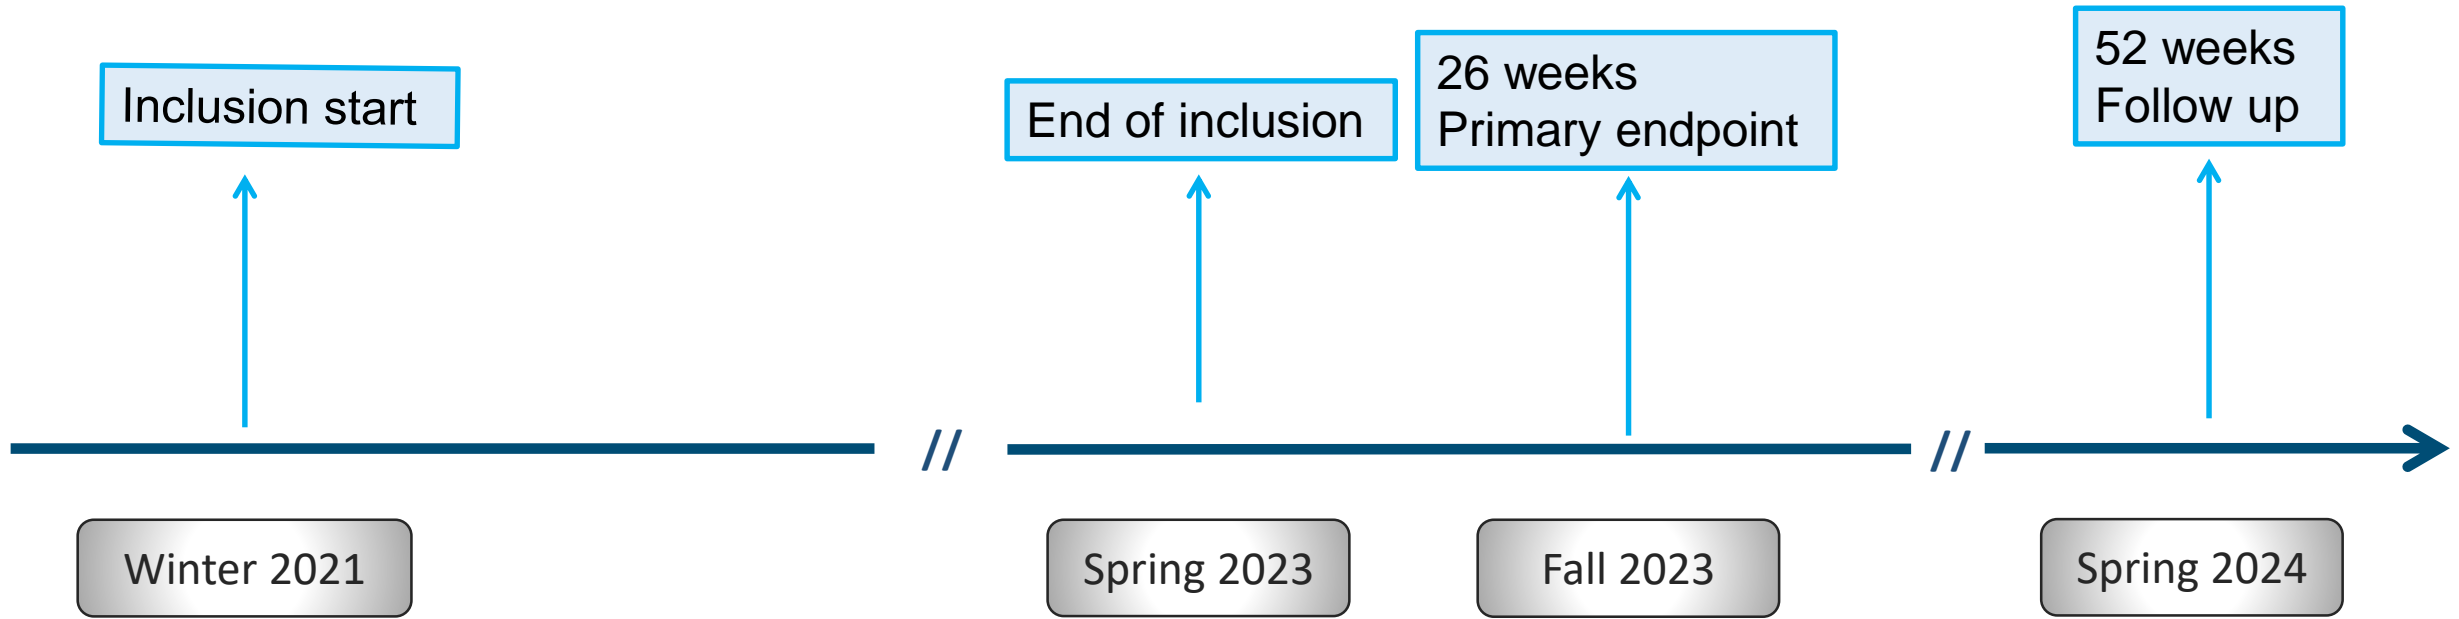 Inclusion start
End of inclusion
26 weeks
Primary endpoint
52 weeks
Follow up
//
//
Winter 2021
Spring 2023
Fall 2023
Spring 2024